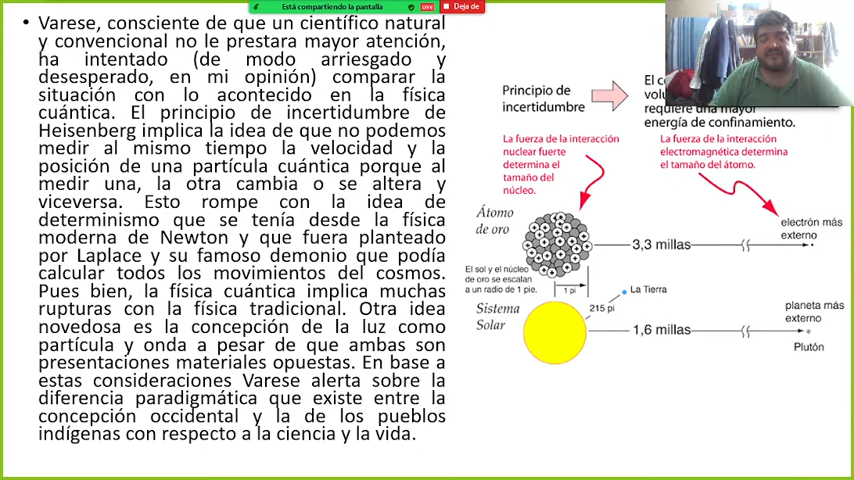 Está compartiendo la pantalla
LIVE
Deja de
• Varese, consciente de que un científico natural
y convencional no le prestara mayor atención,
ha intentado (de modo arriesgado y
desesperado, en mi opinión) comparar la
situación con lo acontecido en la física
cuántica. El principio de incertidumbre de
Heisenberg implica la idea de que no podemos
medir al mismo tiempo la velocidad y la
posición de una partícula cuántica porque al
medir una, la otra cambia o se altera y
viceversa. Esto rompe con la idea de
determinismo que se tenía desde la física
moderna de Newton y que fuera planteado
por Laplace y su famoso demonio que podía
calcular todos los movimientos del cosmos.
Pues bien, la física cuántica implica muchas
rupturas con la física tradicional. Otra idea
novedosa es la concepción de la luz como
partícula y onda a pesar de que ambas son
presentaciones materiales opuestas. En base a
estas consideraciones Varese alerta sobre la
diferencia paradigmática que existe entre la
concepción occidental y la de los pueblos
indígenas con respecto a la ciencia y la vida.
Principio de
incertidumbre
El
requiere una mayor
energía de confinamiento.
La fuerza de la interacción
nuclear fuerte
determina el
tamaño del
núcleo.
La fuerza de la interacción
electromagnética determina
el tamaño del átomo.
Átomo
de oro
3,3 millas
electrón más
externo
El sol y el núcleo
de oro se escalan
a un radio de 1 pie.
1 pi
La Tierra
215 pi
Sistema
Solar
1,6 millas
planeta más
externo
Plutón